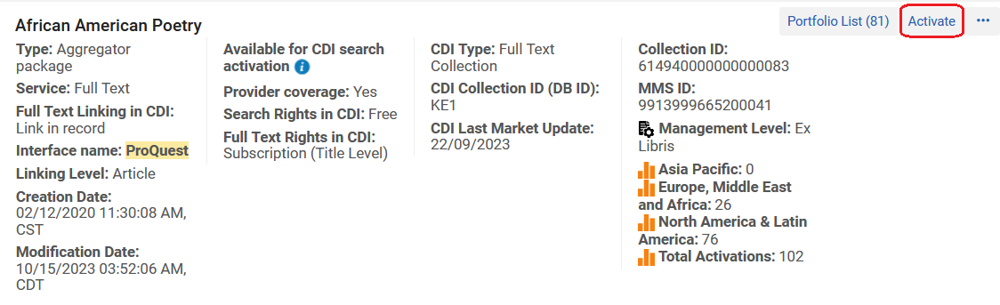 African American Poetry
Portfolio List (81)
Activate
Type: Aggregator
package
Service: Full Text
Full Text Linking in CDI:
Link in record
Interface name: ProQuest
Linking Level: Article
Creation Date:
02/12/2020 11:30:08 AM,
CST
Modification Date:
10/15/2023 03:52:06 AM,
CDT
Available for CDI search
activation
Provider coverage: Yes
Search Rights in CDI: Free
Full Text Rights in CDI:
Subscription (Title Level)
CDI Type: Full Text
Collection
CDI Collection ID (DB ID):
KE1
CDI Last Market Update:
22/09/2023
Collection ID:
614940000000000083
MMS ID:
9913999665200041
Management Level: Ex
Libris
Asia Pacific: 0
Europe, Middle East
and Africa: 26
North America & Latin
America: 76
Total Activations: 102